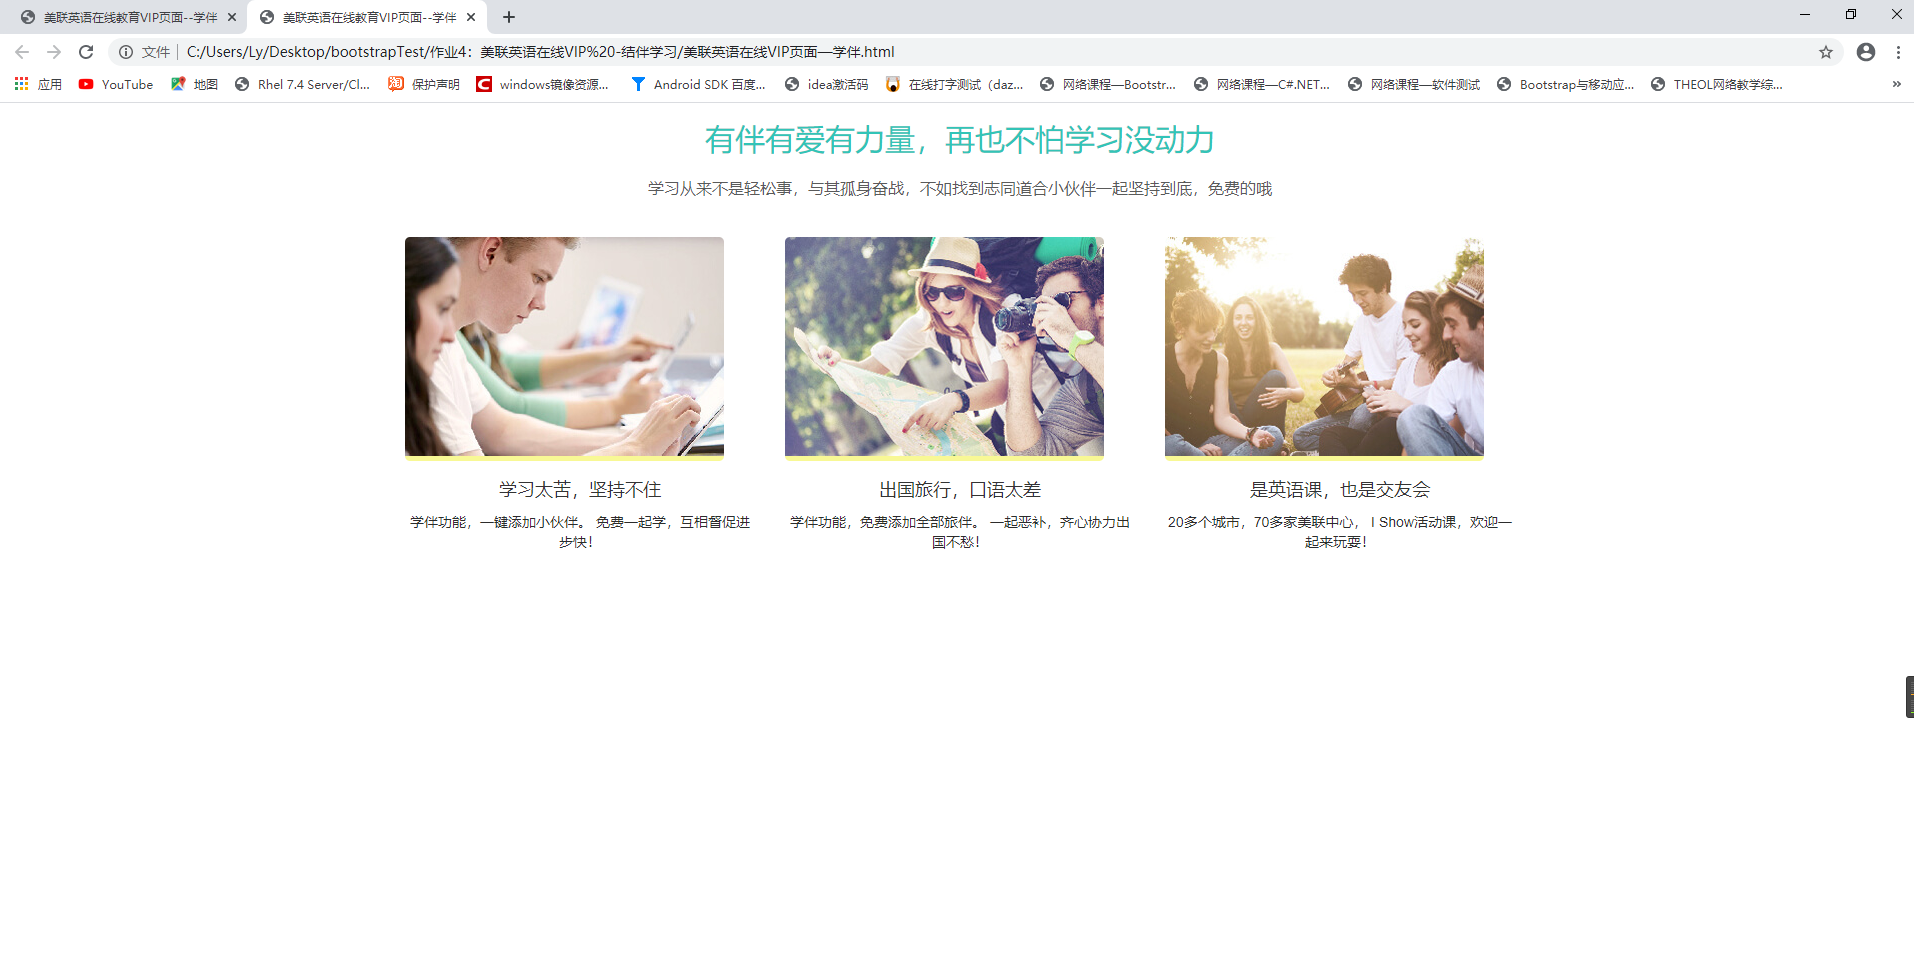 美联英语在线教育VIP页面--学伴
美联英语在线教育VIP页面--学伴
文件 C:/Users/Ly/Desktop/bootstrapTest/作业4：美联英语在线VIP%20-结伴学习/美联英语在线VIP页面—学伴.html
应用 YouTube 地图 Rhel 7.4 Server/Cl... 保护声明 windows镜像资源... Android SDK 百度... idea激活码 在线打字测试（daz... 网络课程—Bootstr... 网络课程—C#.NET... 网络课程—软件测试 Bootstrap与移动应... THEOL网络教学综... »
有伴有爱有力量，再也不怕学习没动力
学习从来不是轻松事，与其孤身奋战，不如找到志同道合小伙伴一起坚持到底，免费的哦
学习太苦，坚持不住
学伴功能，一键添加小伙伴。 免费一起学，互相督促进
步快！
出国旅行，口语太差
学伴功能，免费添加全部旅伴。 一起恶补，齐心协力出
国不愁！
是英语课，也是交友会
20多个城市，70多家美联中心， I Show活动课，欢迎一
起来玩耍！